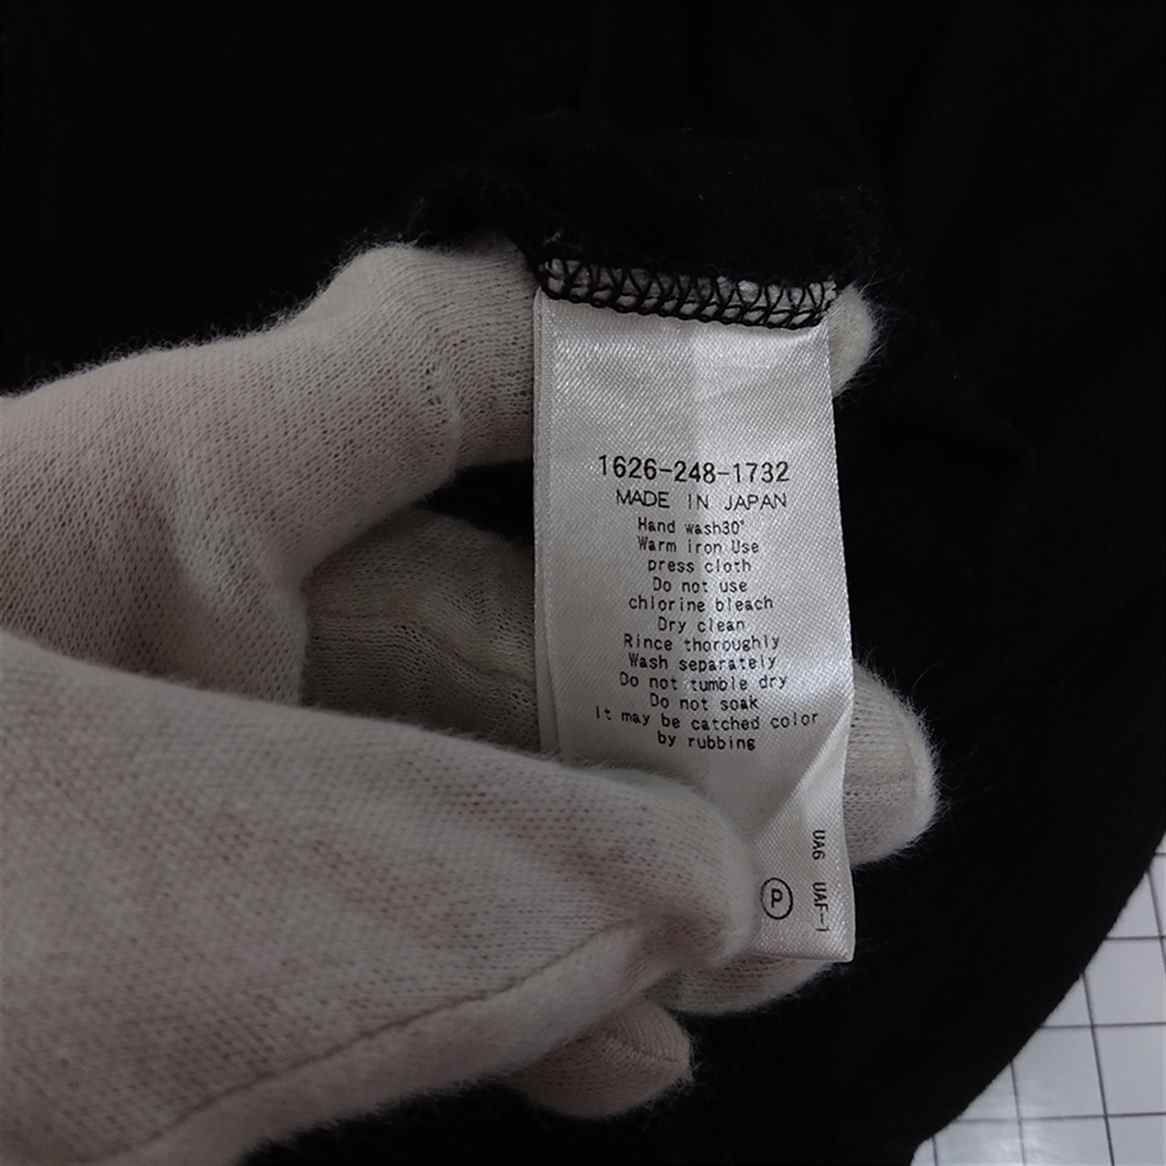 1626-248-1732
MADE IN JAPAN
Hand wash30°
Warm iron Use
press cloth
Do not use
chlorine bleach
Dry clean
Rince thoroughly
Wash separately
Do not tumble dry
Do not soak
It may be catched color
by rubbing
UA6 UAF-1
P